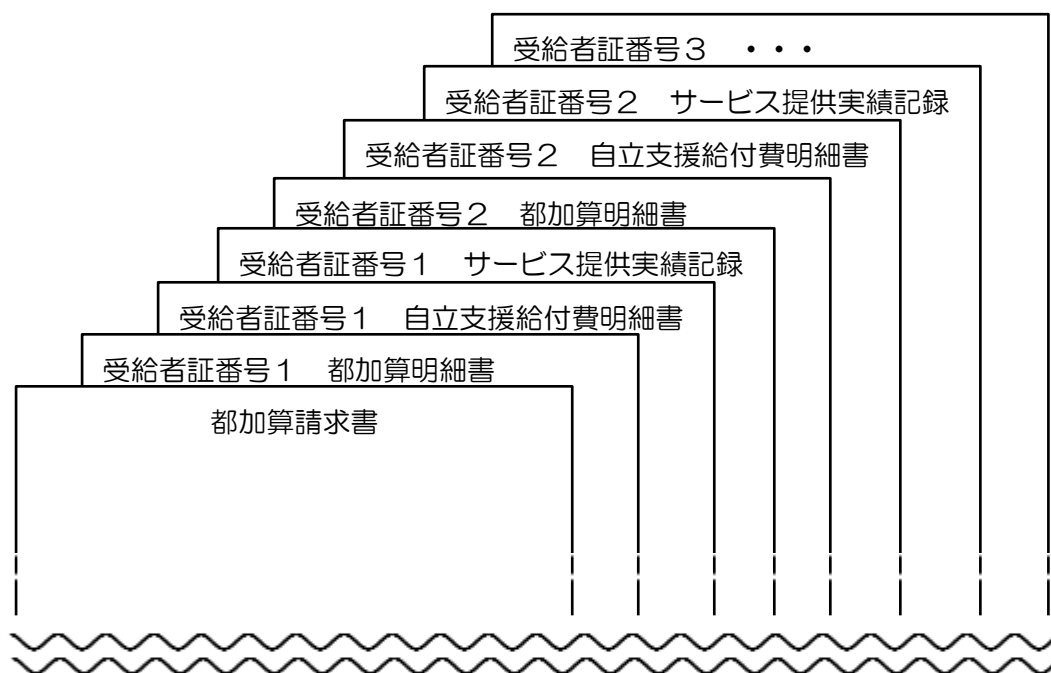 受給者証番号３　・・・
受給者証番号２　サービス提供実績記録
受給者証番号２　自立支援給付費明細書
受給者証番号２　都加算明細書
受給者証番号１　サービス提供実績記録
受給者証番号１　自立支援給付費明細書
受給者証番号１　都加算明細書
都加算請求書